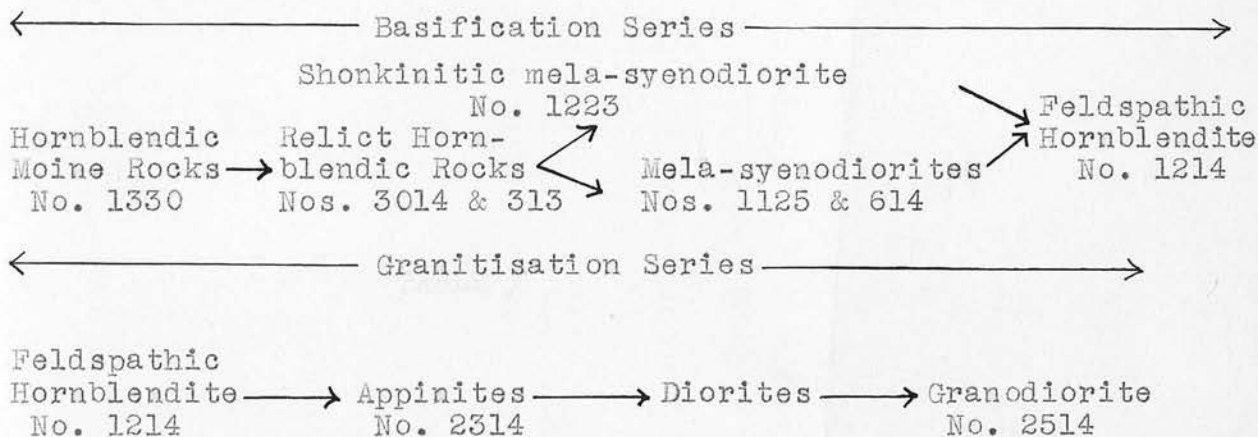 Basification Series
Shonkinitic mela-syenodiorite
No. 1223
Feldspathic
Hornblendic Relict Horn- Hornblendite
Moine Rocks blendic Rocks Mela-syenodiorites No. 1214
No. 1330 Nos. 3014 & 313 Nos. 1125 & 614
Granitisation Series
Feldspathic
Hornblendite Appinites Diorites Granodiorite
No. 1214 No. 2314 No. 2514